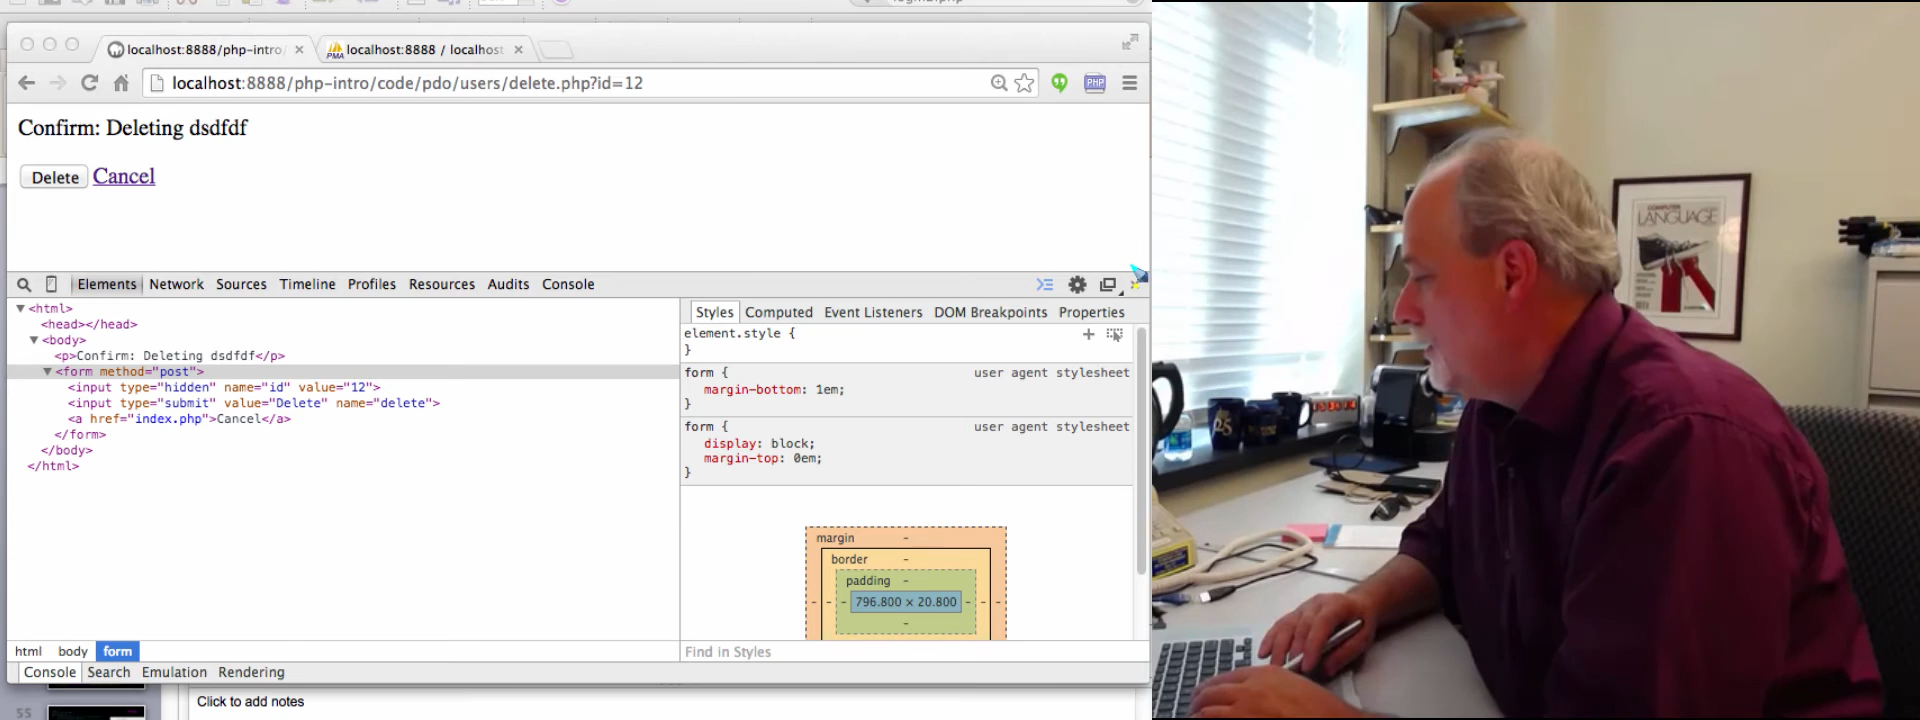 localhost:8888/php-intro/
localhost:8888 / localhost
localhost:8888/php-intro/code/pdo/users/delete.php?id=12
PHP
Confirm: Deleting dsdfdf
Delete Cancel
Elements Network Sources Timeline Profiles Resources Audits Console
<html>
<head></head>
<body>
<p>Confirm: Deleting dsdfdf</p>
<form method="post">
<input type="hidden" name="id" value="12">
<input type="submit" value="Delete" name="delete">
<a href="index.php">Cancel</a>
</form>
</body>
</html>
Styles Computed Event Listeners DOM Breakpoints Properties
element.style {
}
form { user agent stylesheet
margin-bottom: 1em;
}
form { user agent stylesheet
display: block;
margin-top: 0em;
}
margin -
border -
padding -
- - - 796.800 × 20.800 - - -
-
html body form
Find in Styles
Console Search Emulation Rendering
55
Click to add notes
COMPUTER
LANGUAGE
25